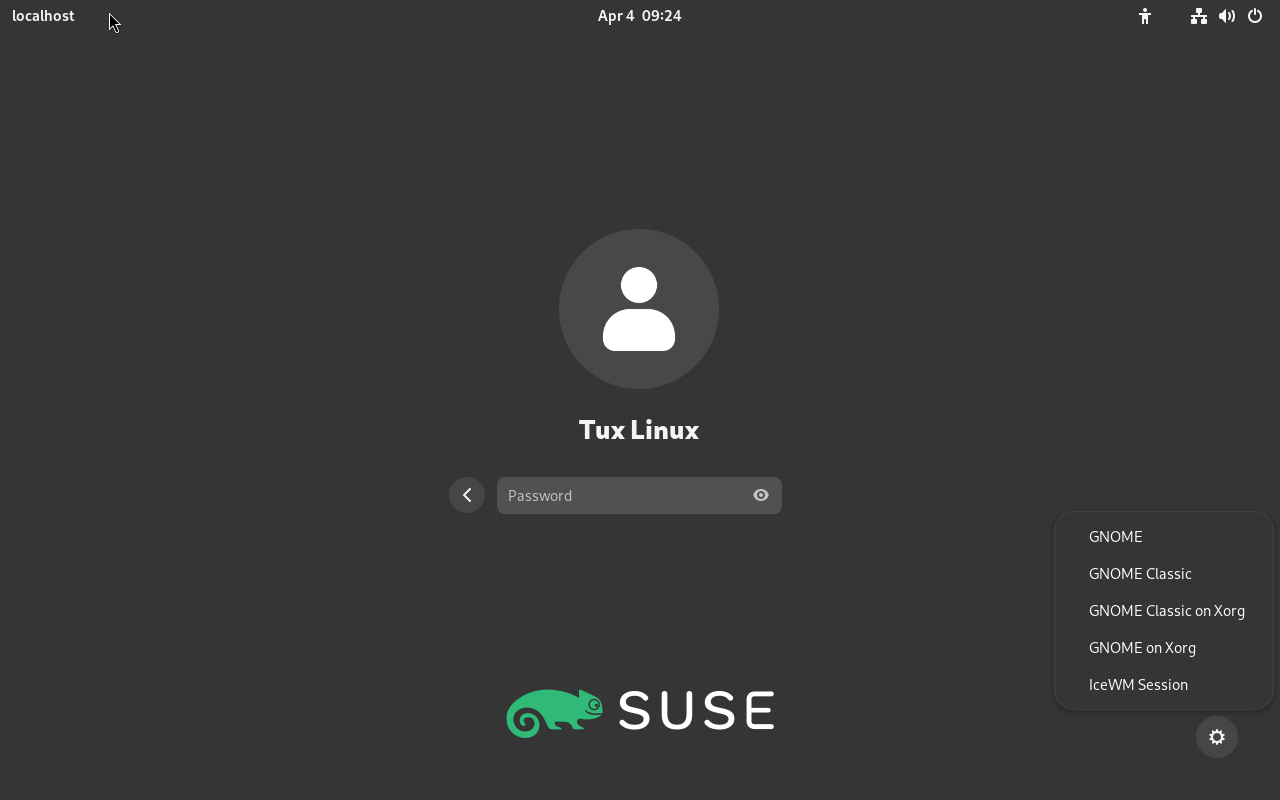 localhost
Apr 4 09:24
Tux Linux
Password
GNOME
GNOME Classic
GNOME Classic on Xorg
GNOME on Xorg
IceWM Session
SUSE